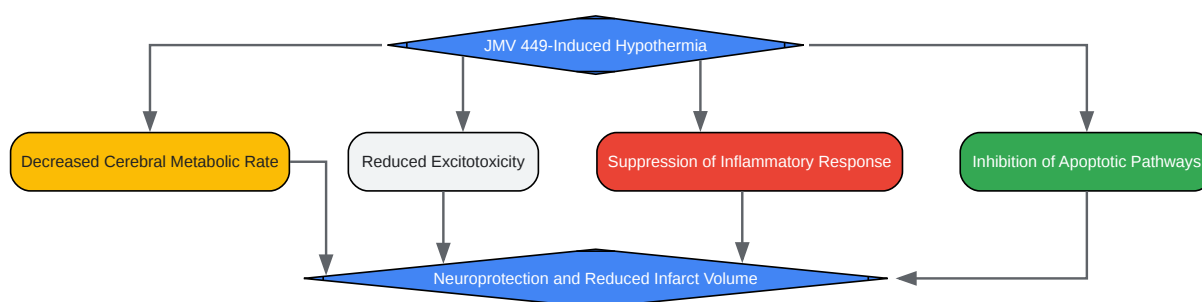 JMV 449-Induced Hypothermia
Decreased Cerebral Metabolic Rate
Reduced Excitotoxicity
Suppression of Inflammatory Response
Inhibition of Apoptotic Pathways
Neuroprotection and Reduced Infarct Volume